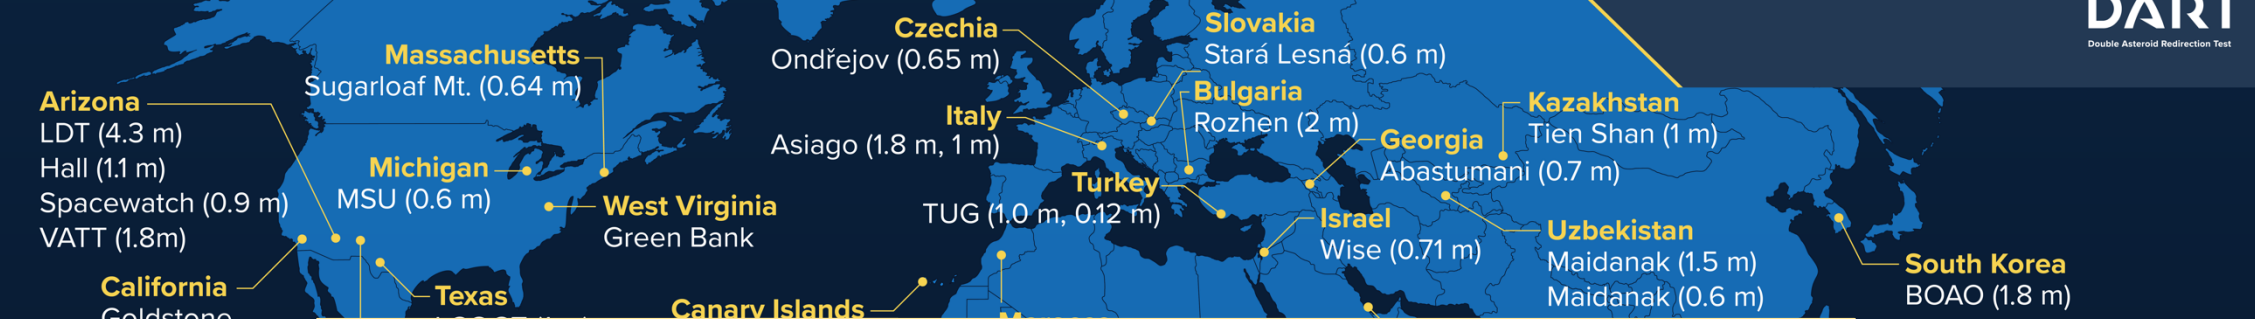 DART
Double Asteroid Redirection Test
Massachusetts
Sugarloaf Mt. (0.64 m)
Arizona
LDT (4.3 m)
Hall (1.1 m)
Spacewatch (0.9 m)
VATT (1.8m)
Michigan
MSU (0.6 m)
West Virginia
Green Bank
California
Goldstone
Texas
Canary Islands
Czechia
Ondřejov (0.65 m)
Slovakia
Stará Lesná (0.6 m)
Italy
Asiago (1.8 m, 1 m)
Bulgaria
Rozhen (2 m)
Turkey
TUG (1.0 m, 0.12 m)
Georgia
Abastumani (0.7 m)
Israel
Wise (0.71 m)
Kazakhstan
Tien Shan (1 m)
Uzbekistan
Maidanak (1.5 m)
Maidanak (0.6 m)
South Korea
BOAO (1.8 m)